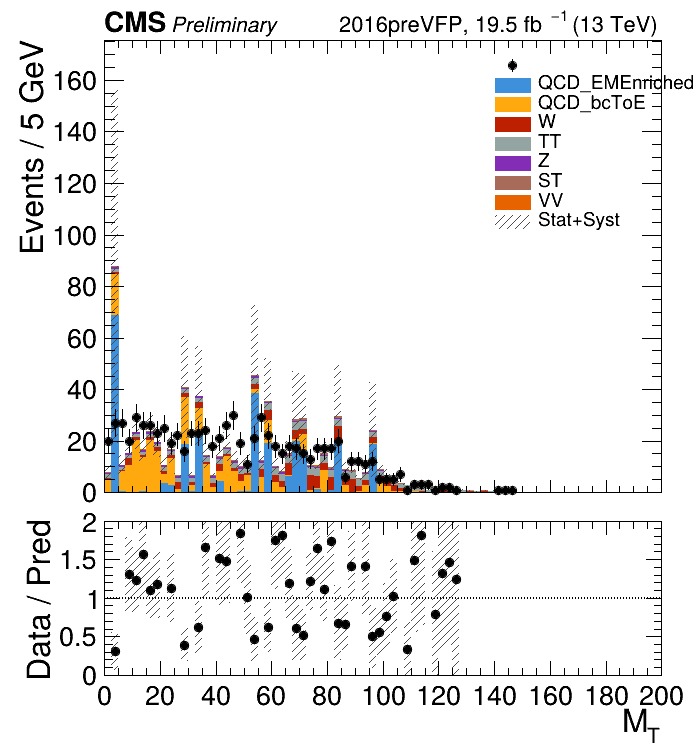 CMS Preliminary 2016preVFP, 19.5 fb⁻¹ (13 TeV)
Events / 5 GeV
160
140
120
100
80
60
40
20
0
QCD_EMEnriched
QCD_bcToE
W
TT
Z
ST
VV
Stat+Syst
Data / Pred
2
1.5
1
0.5
0
0 20 40 60 80 100 120 140 160 180 200
M_T